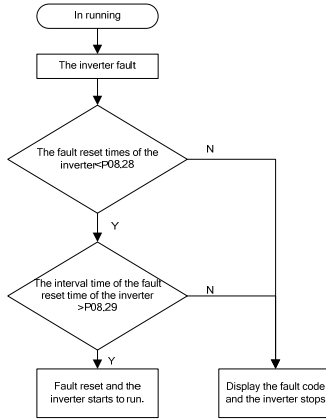 In running
The inverter fault
The fault reset times of the
inverter<P08.28
N
Y
The interval time of the fault
reset time of the inverter
>P08.29
N
Y
Fault reset and the
inverter starts to run.
Display the fault code
and the inverter stops